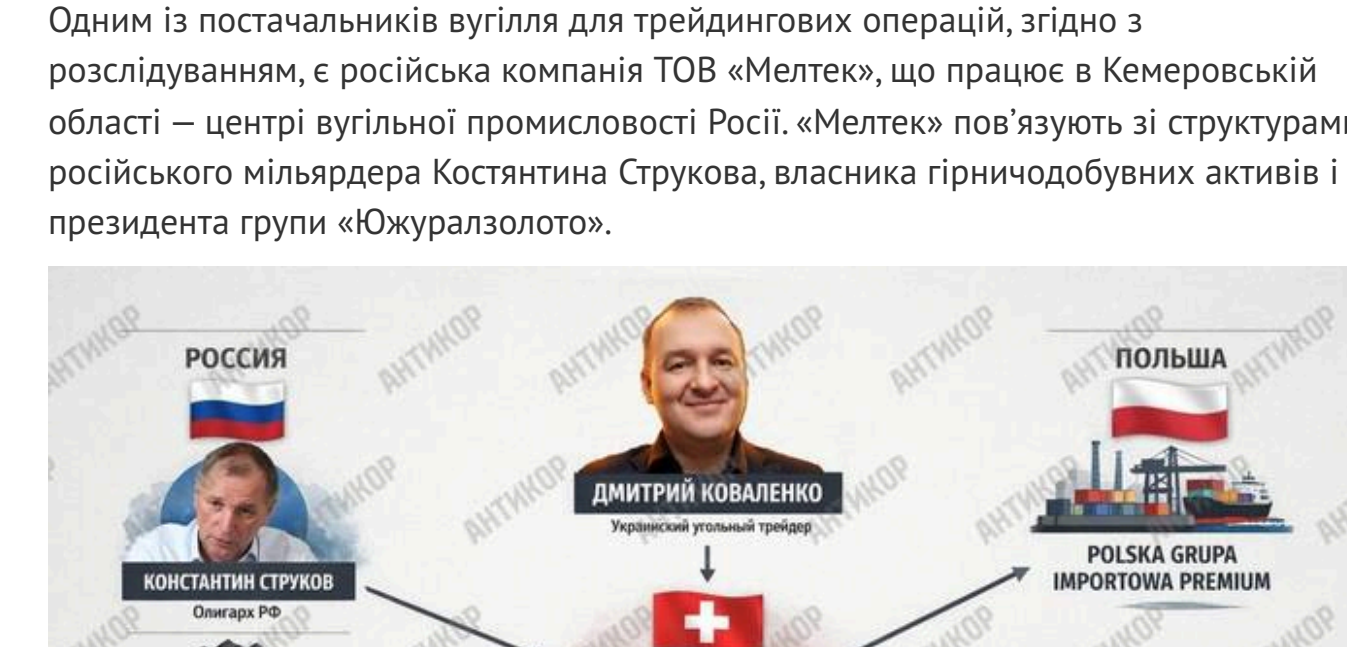 Одним із постачальників вугілля для трейдингових операцій, згідно з
розслідуванням, є російська компанія ТОВ «Мелтек», що працює в Кемеровській
області — центрі вугільної промисловості Росії. «Мелтек» пов’язують зі структурами
російського мільярдера Костянтина Струкова, власника гірничодобувних активів і
президента групи «Южуралзолото».
РОССИЯ
КОНСТАНТИН СТРУКОВ
Олигарх РФ
ДМИТРИЙ КОВАЛЕНКО
Украинский угольный трейдер
ПОЛЬША
POLSKA GRUPA
IMPORTOWA PREMIUM
АНТИКОР